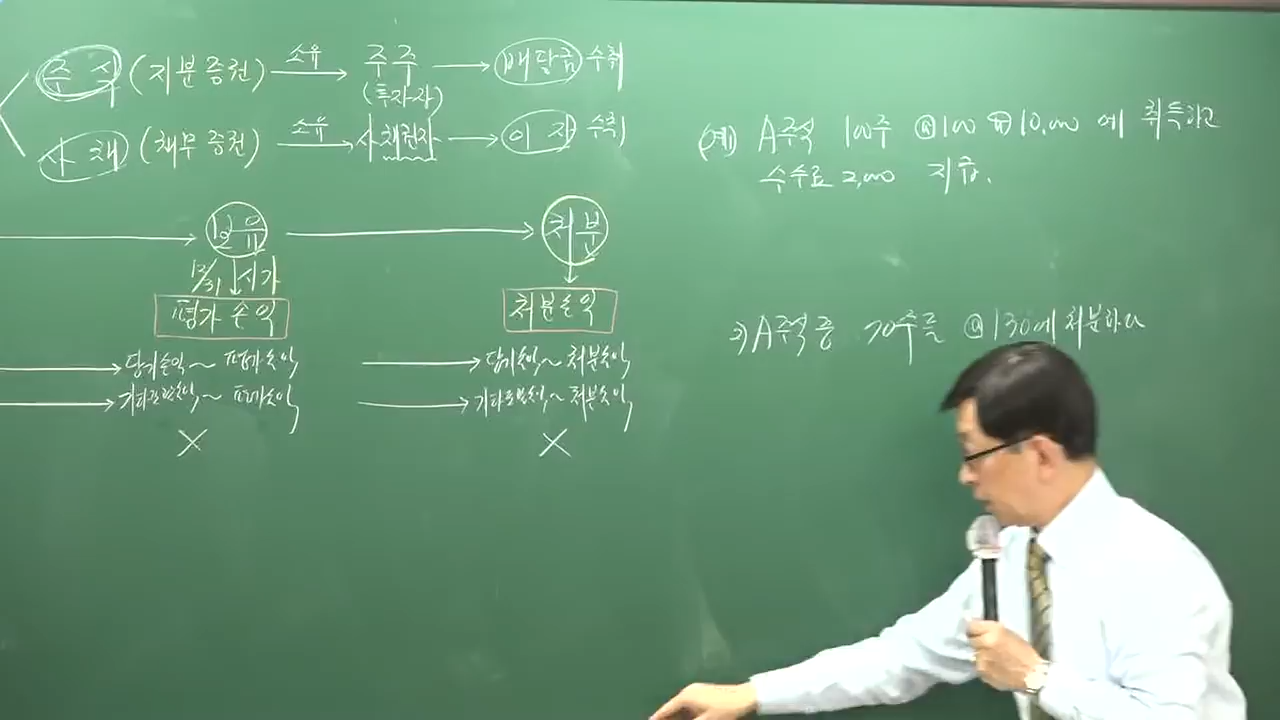 주식 (지분증권) 소유 주주 배당금 수취
(투자자)
사채 (채무증권) 소유 사채권자 이자 수취
보유 처분
12/31 시가
평가손익 처분손익
당기손익~평가손익 당기손익~처분손익
기타포괄손익~평가손익 기타포괄손익~처분손익
X X
(예) A주식 100주 @100 ₩10,000 에 취득하고
수수료 2,000 지급.
2) A주식 중 70주를 @130에 처분하다